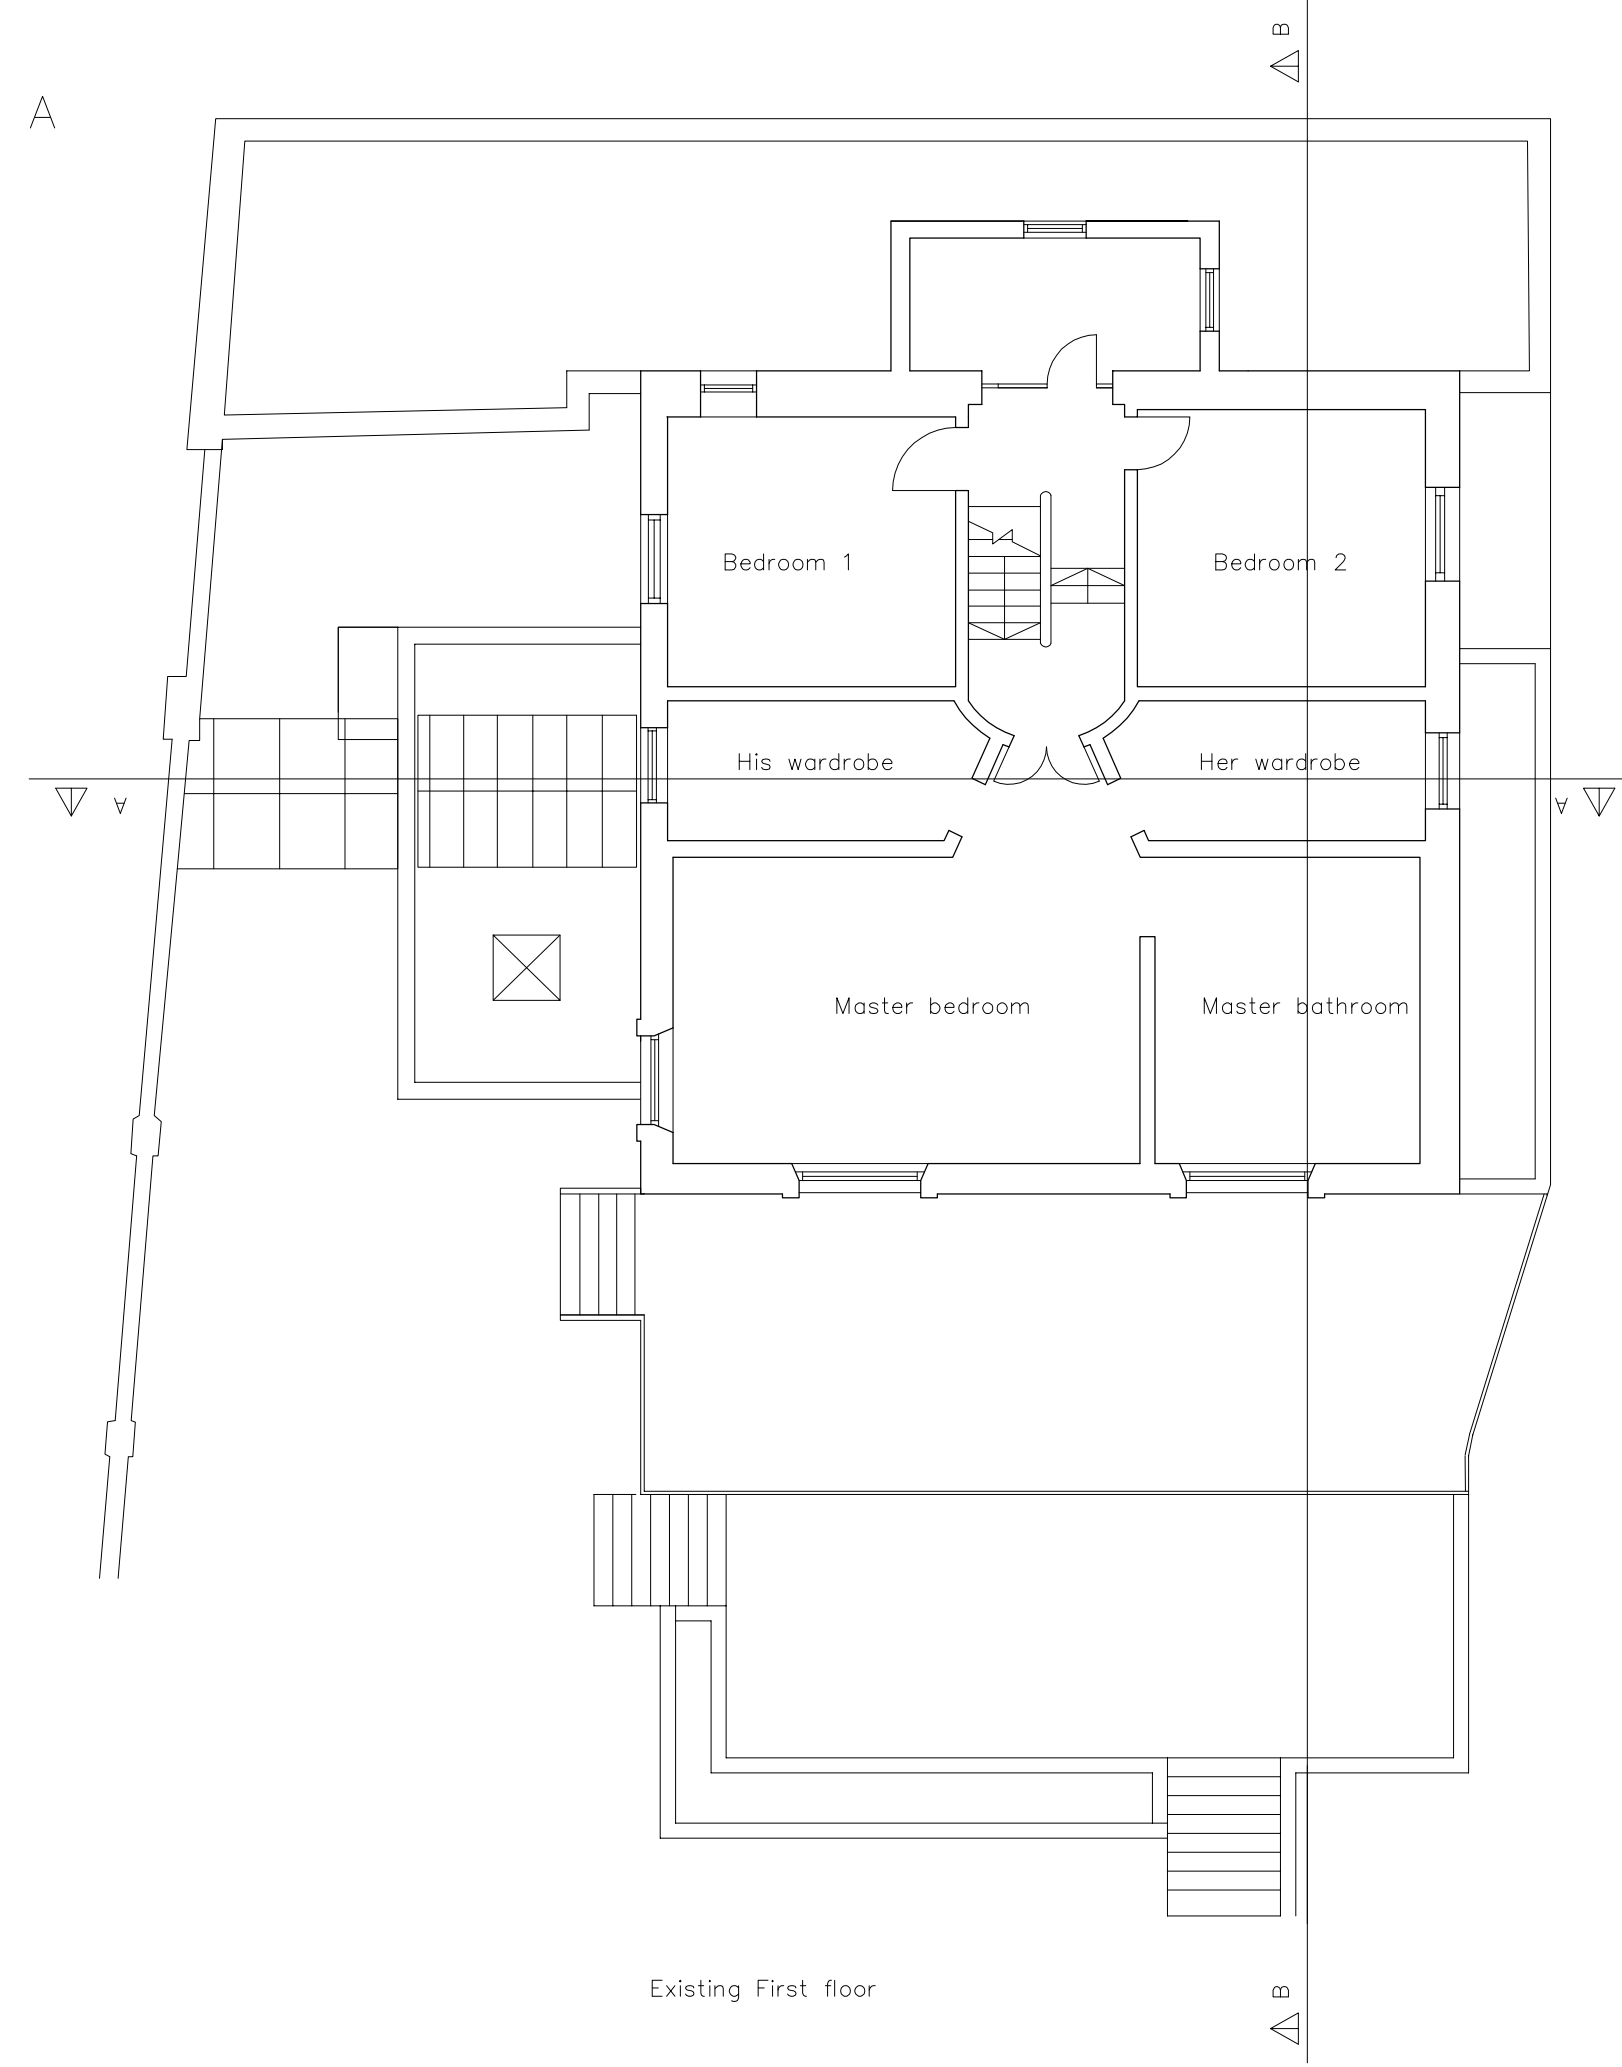 B
A
Bedroom 1
Bedroom 2
His wardrobe
Her wardrobe
A
A
Master bedroom
Master bathroom
Existing First floor
B